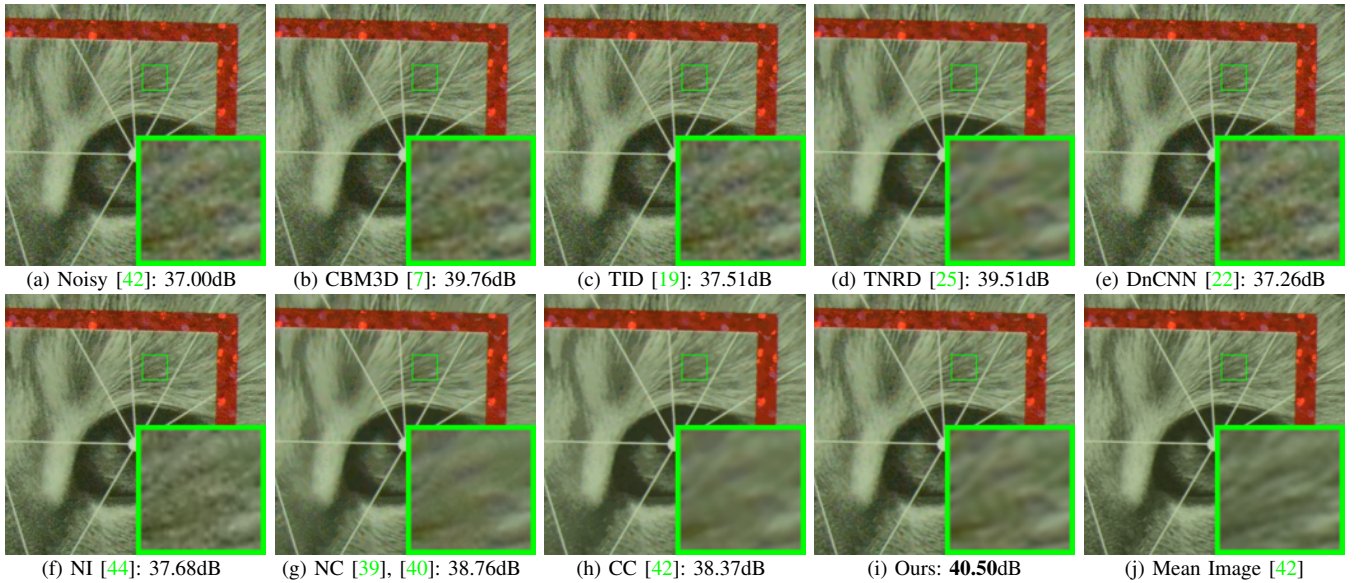 (a) Noisy [42]: 37.00dB
(b) CBM3D [7]: 39.76dB
(c) TID [19]: 37.51dB
(d) TNRD [25]: 39.51dB
(e) DnCNN [22]: 37.26dB
(f) NI [44]: 37.68dB
(g) NC [39], [40]: 38.76dB
(h) CC [42]: 38.37dB
(i) Ours: 40.50dB
(j) Mean Image [42]